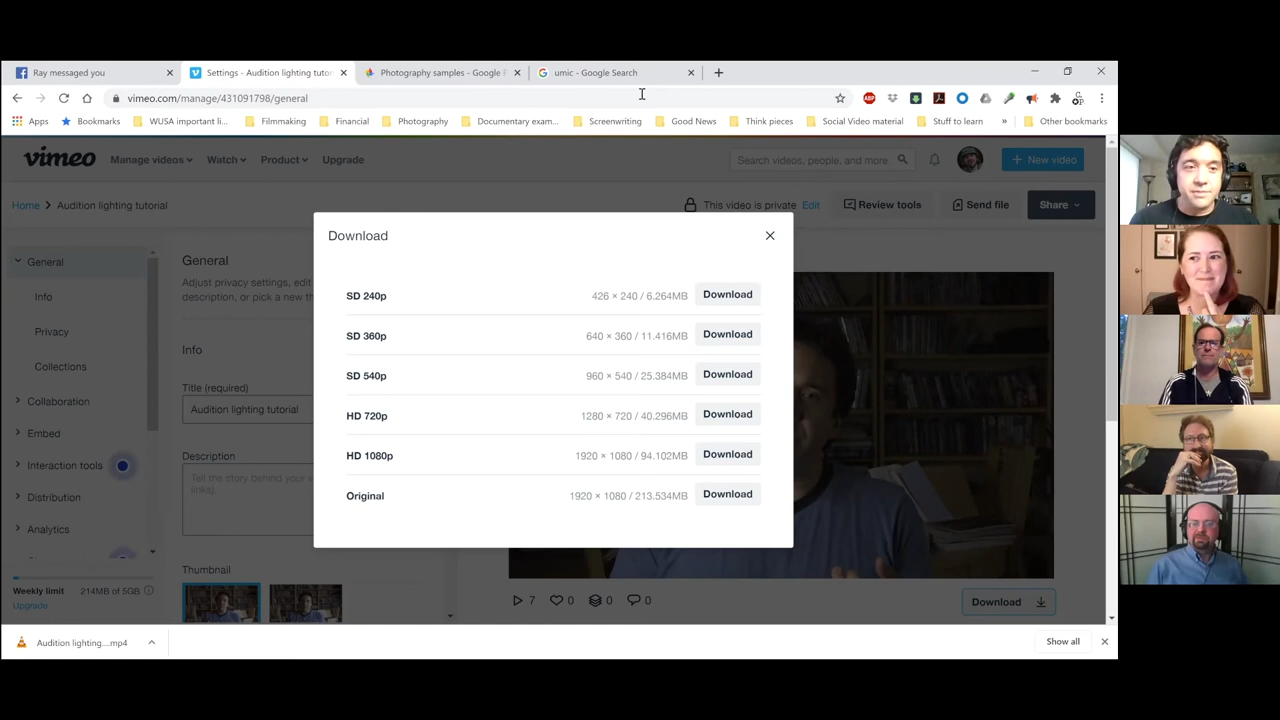 Ray messaged you
Settings - Audition lighting tutor
Photography samples - Google F
umic - Google Search
vimeo.com/manage/431091798/general
Apps
Bookmarks
WUSA important li...
Filmmaking
Financial
Photography
Documentary exam...
Screenwriting
Good News
Think pieces
Social Video material
Stuff to learn
»
Other bookmarks
vimeo
Manage videos
Watch
Product
Upgrade
Search videos, people, and more
+ New video
Home > Audition lighting tutorial
This video is private Edit
Review tools
Send file
Share
General
Info
Privacy
Collections
Collaboration
Embed
Interaction tools
Distribution
Analytics
Weekly limit 214MB of 5GB
Upgrade
General
Adjust privacy settings, edit
description, or pick a new th
Info
Title (required)
Audition lighting tutorial
Description
Tell the story behind your
links).
Thumbnail
Download
SD 240p 426 × 240 / 6.264MB Download
SD 360p 640 × 360 / 11.416MB Download
SD 540p 960 × 540 / 25.384MB Download
HD 720p 1280 × 720 / 40.296MB Download
HD 1080p 1920 × 1080 / 94.102MB Download
Original 1920 × 1080 / 213.534MB Download
7 0 0 0
Download
Audition lighting....mp4
Show all